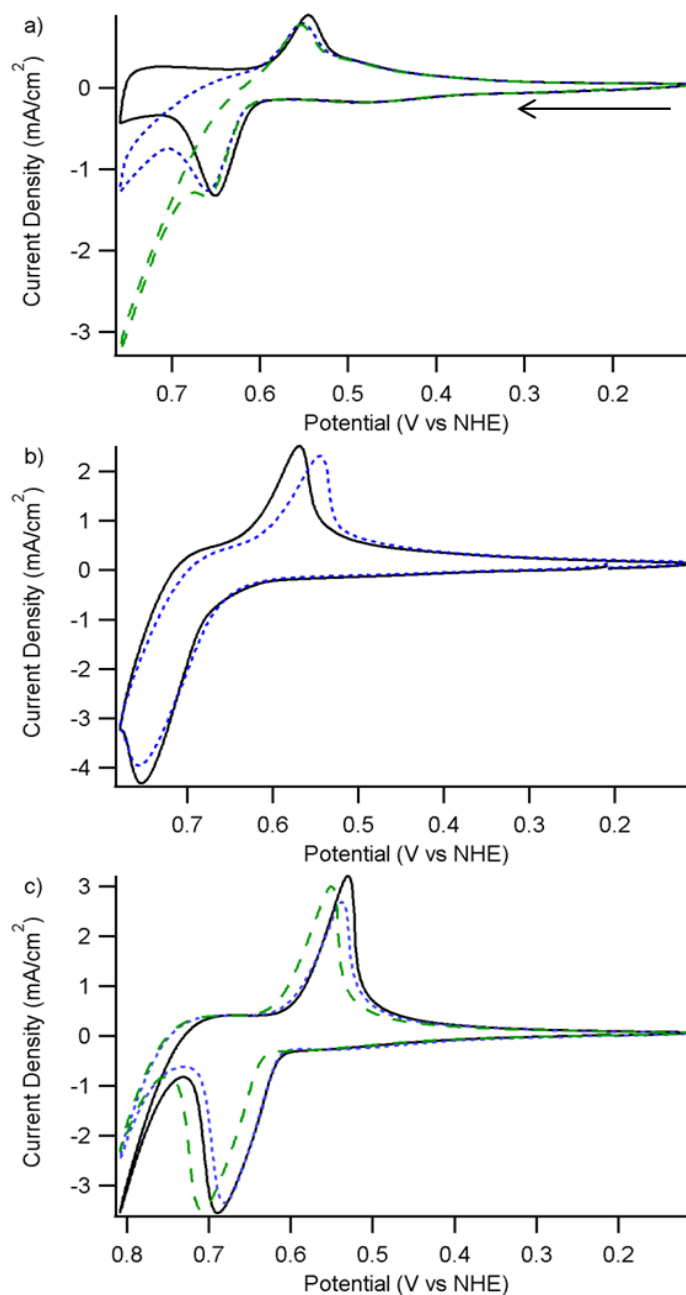 a)
Current Density (mA/cm²)
0
-1
-2
-3
0.7 0.6 0.5 0.4 0.3 0.2
Potential (V vs NHE)
b)
Current Density (mA/cm²)
2
1
0
-1
-2
-3
-4
0.7 0.6 0.5 0.4 0.3 0.2
Potential (V vs NHE)
c)
Current Density (mA/cm²)
3
2
1
0
-1
-2
-3
0.8 0.7 0.6 0.5 0.4 0.3 0.2
Potential (V vs NHE)